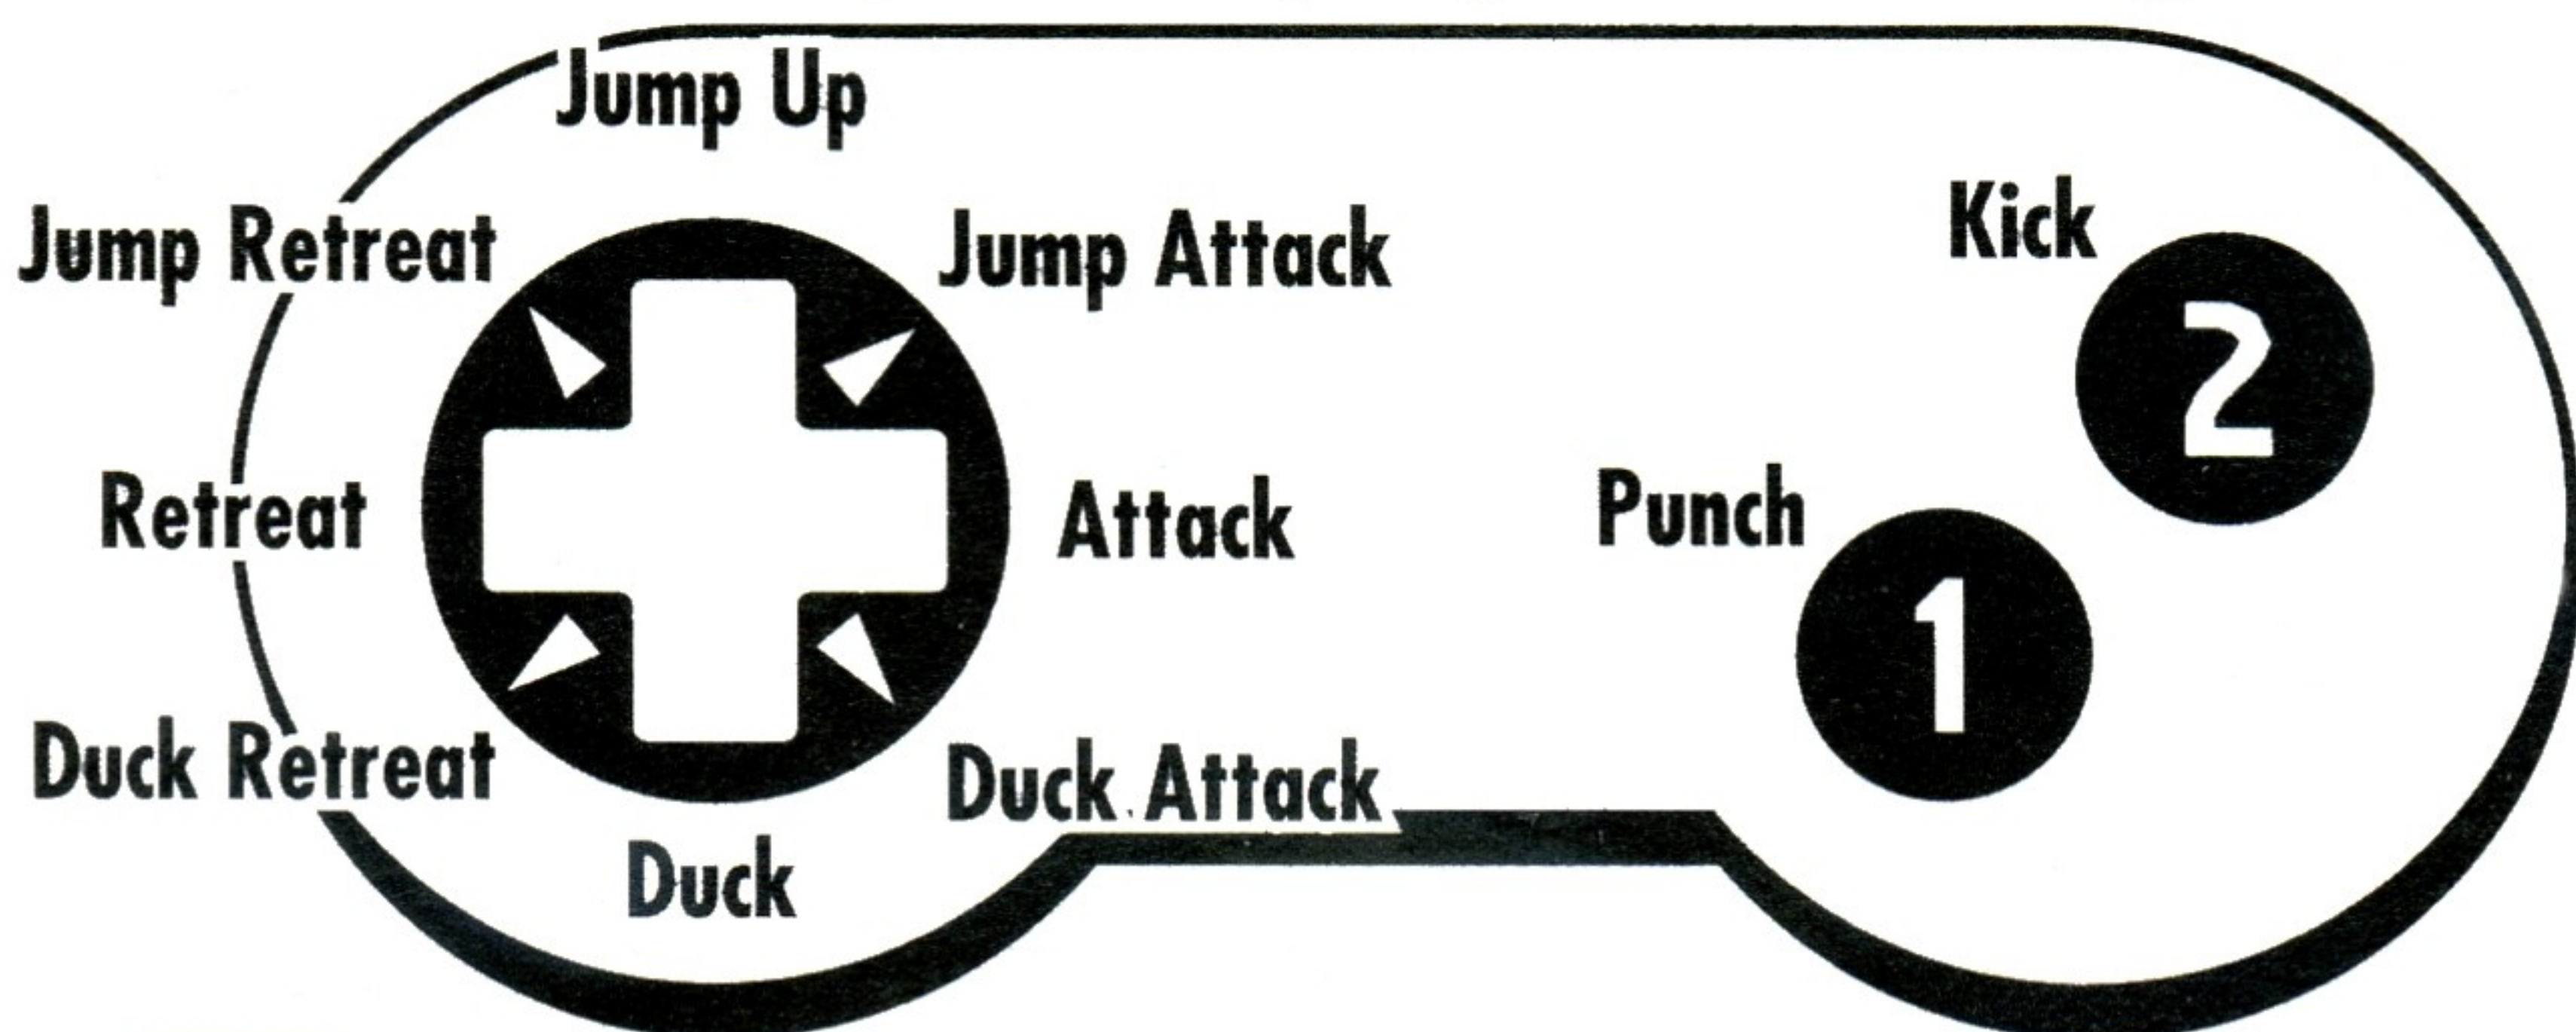 Jump Up
Jump Retreat
Jump Attack
Kick
2
Retreat
Attack
Punch
1
Duck Retreat
Duck Attack
Duck